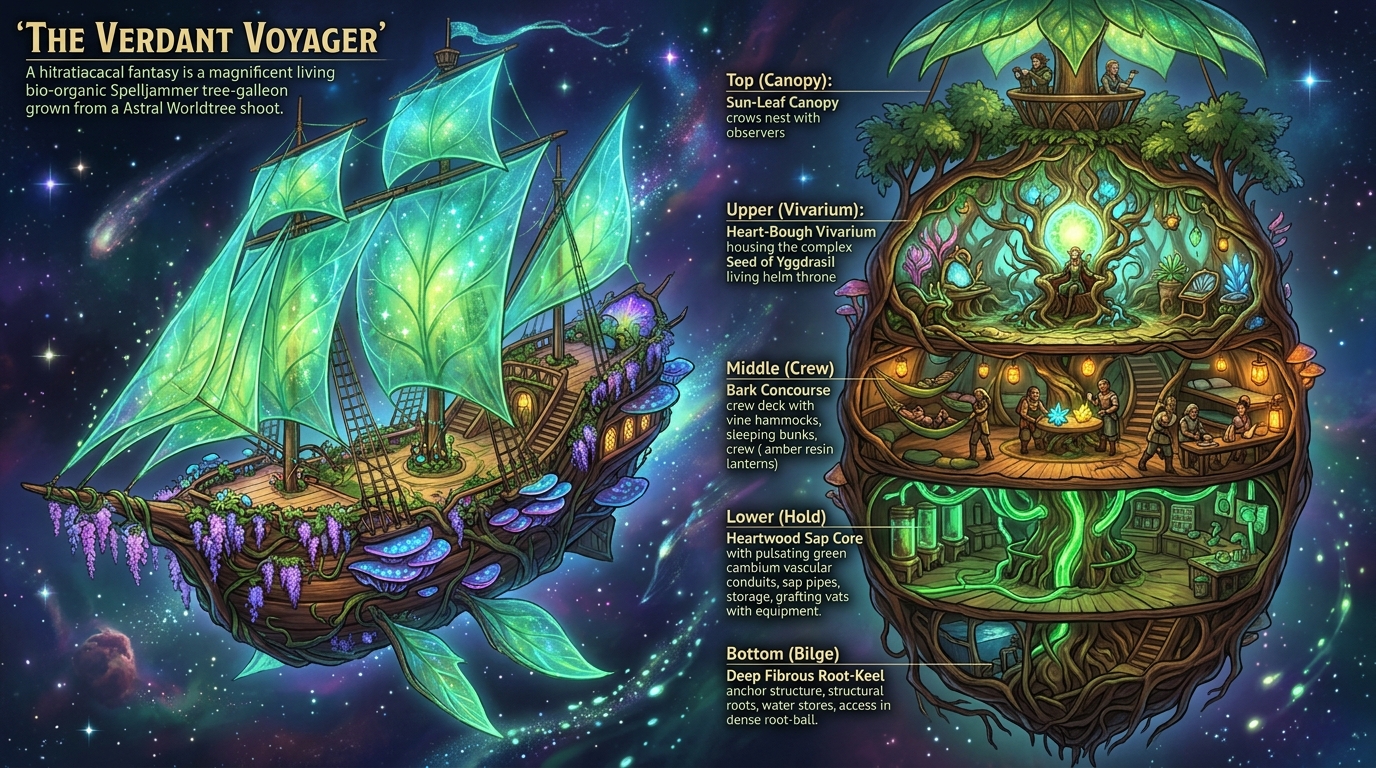 ‘THE VERDANT VOYAGER’
A hitratiacacal fantasy is a magnificent living
bio-organic Spelljammer tree-galleon
grown from a Astral Worldtree shoot.
Top (Canopy):
Sun-Leaf Canopy
crows nest with
observers
Upper (Vivarium):
Heart-Bough Vivarium
housing the complex
Seed of Yggdrasil
living helm throne
Middle (Crew)
Bark Concourse
crew deck with
vine hammocks,
sleeping bunks,
crew ( amber resin
lanterns)
Lower (Hold)
Heartwood Sap Core
with pulsating green
cambium vascular
conduits, sap pipes,
storage, grafting vats
with equipment.
Bottom (Bilge)
Deep Fibrous Root-Keel
anchor structure, structural
roots, water stores, access in
dense root-ball.